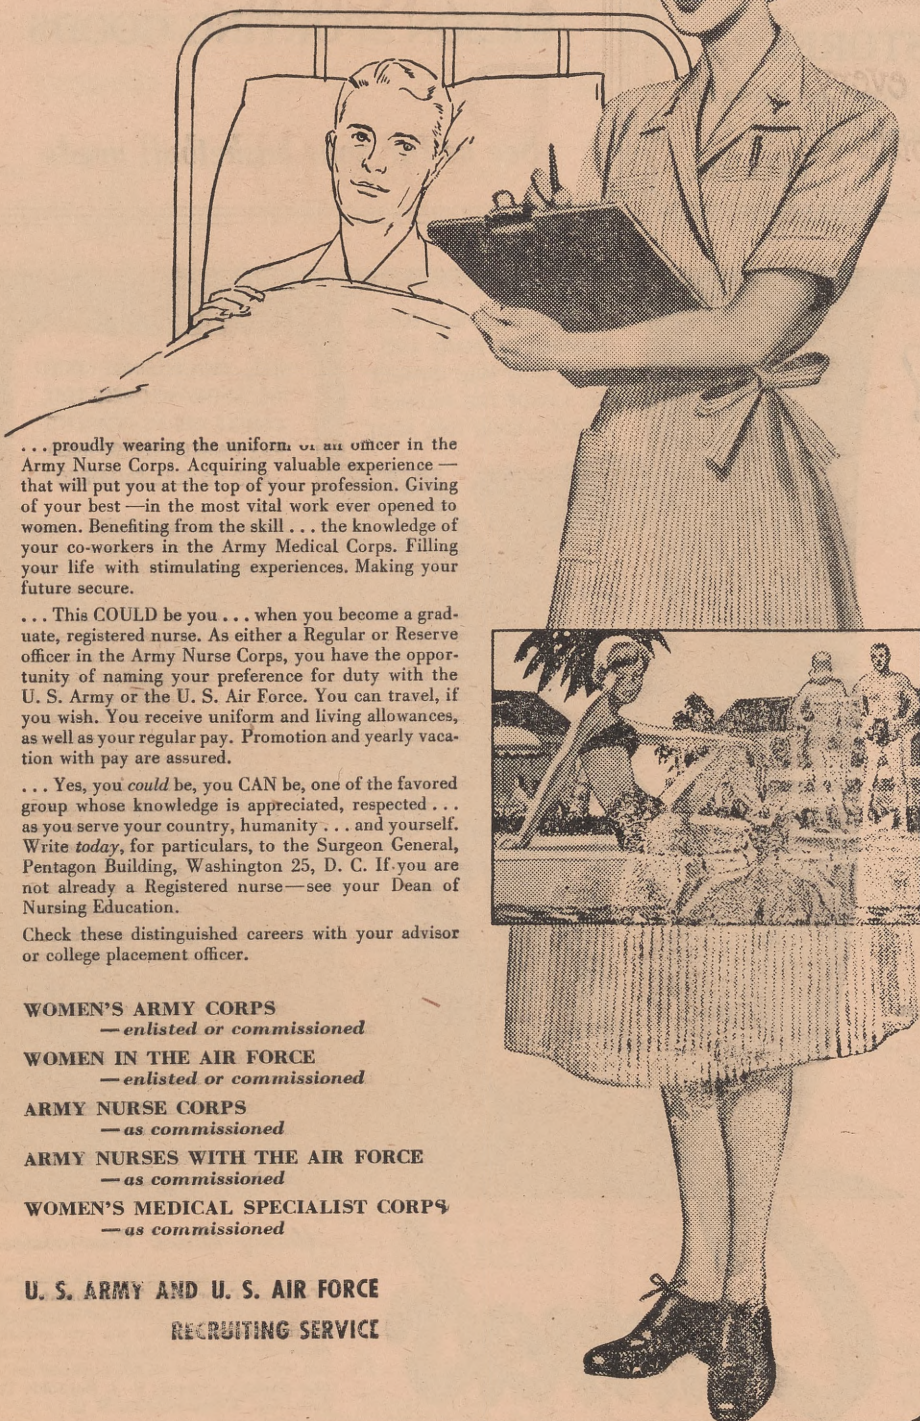 ... proudly wearing the uniform of an officer in the
Army Nurse Corps. Acquiring valuable experience —
that will put you at the top of your profession. Giving
of your best —in the most vital work ever opened to
women. Benefiting from the skill ... the knowledge of
your co-workers in the Army Medical Corps. Filling
your life with stimulating experiences. Making your
future secure.
... This COULD be you ... when you become a grad-
uate, registered nurse. As either a Regular or Reserve
officer in the Army Nurse Corps, you have the oppor-
tunity of naming your preference for duty with the
U. S. Army or the U. S. Air Force. You can travel, if
you wish. You receive uniform and living allowances,
as well as your regular pay. Promotion and yearly vaca-
tion with pay are assured.
... Yes, you could be, you CAN be, one of the favored
group whose knowledge is appreciated, respected ...
as you serve your country, humanity ... and yourself.
Write today, for particulars, to the Surgeon General,
Pentagon Building, Washington 25, D. C. If you are
not already a Registered nurse—see your Dean of
Nursing Education.
Check these distinguished careers with your advisor
or college placement officer.
WOMEN'S ARMY CORPS
—enlisted or commissioned
WOMEN IN THE AIR FORCE
—enlisted or commissioned
ARMY NURSE CORPS
—as commissioned
ARMY NURSES WITH THE AIR FORCE
—as commissioned
WOMEN'S MEDICAL SPECIALIST CORPS
—as commissioned
U. S. ARMY AND U. S. AIR FORCE
RECRUITING SERVICE